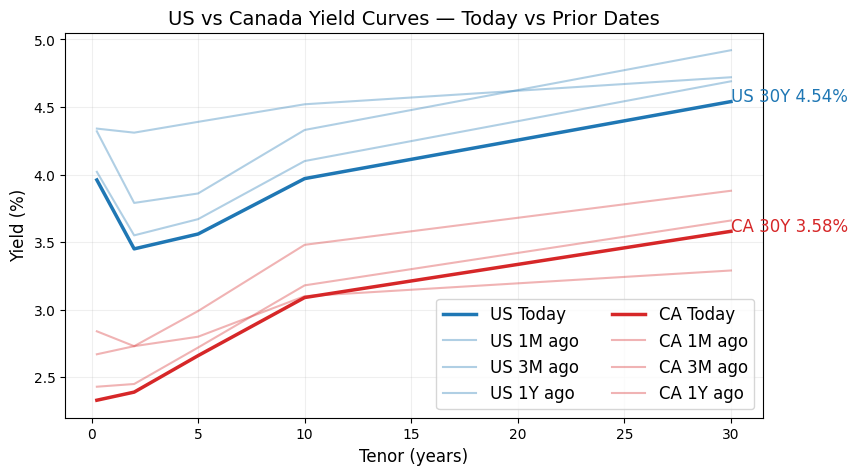 US vs Canada Yield Curves — Today vs Prior Dates
Yield (%)
5.0
4.5
4.0
3.5
3.0
2.5
US 30Y 4.54%
CA 30Y 3.58%
US Today
US 1M ago
US 3M ago
US 1Y ago
CA Today
CA 1M ago
CA 3M ago
CA 1Y ago
0 5 10 15 20 25 30
Tenor (years)